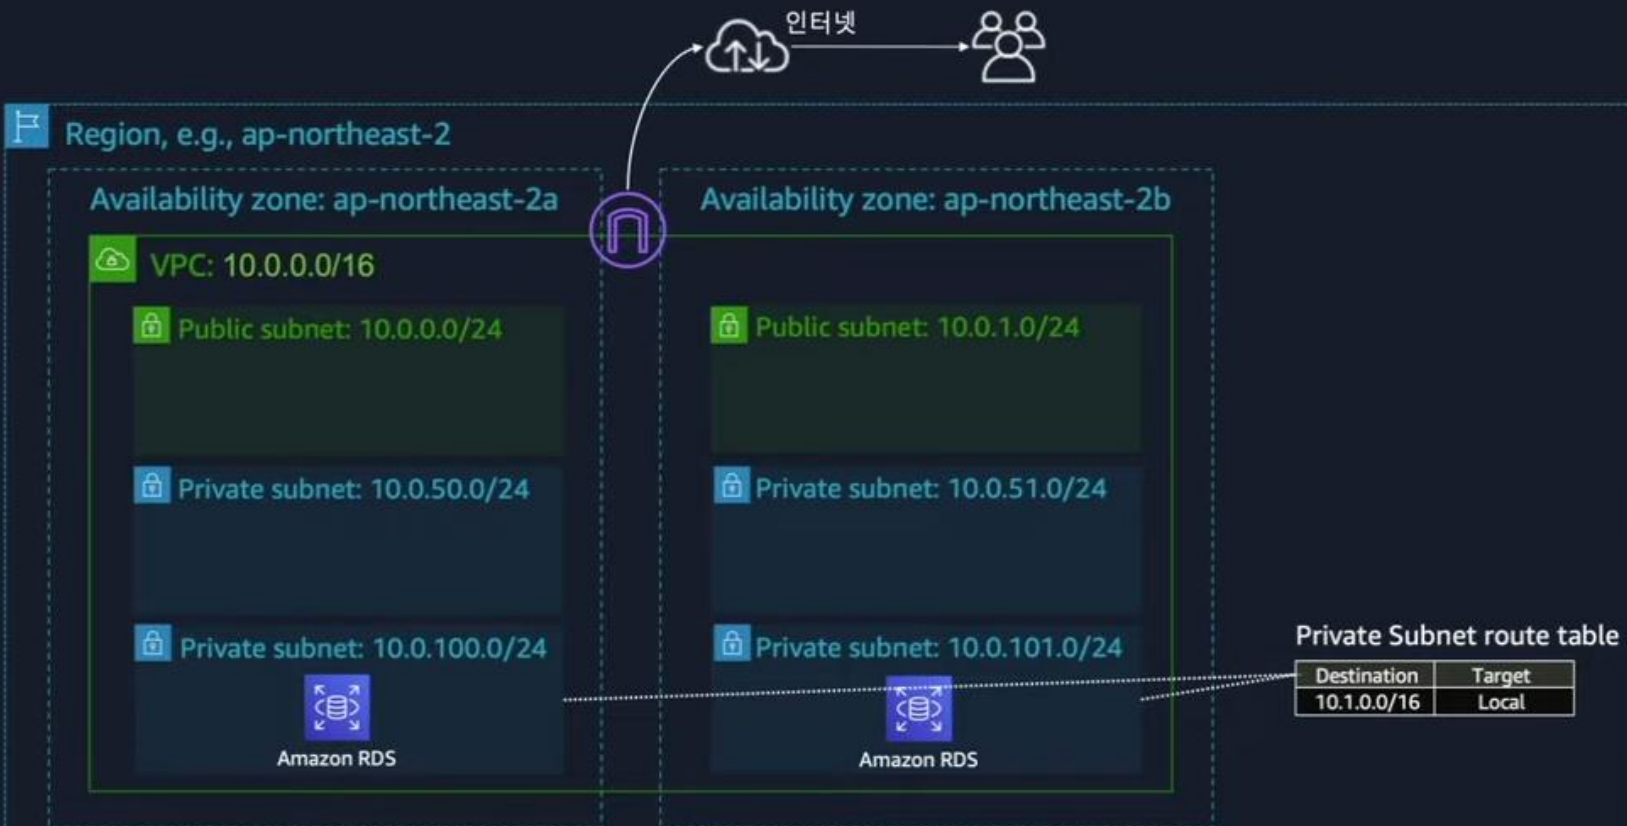 인터넷
Region, e.g., ap-northeast-2
Availability zone: ap-northeast-2a
Availability zone: ap-northeast-2b
VPC: 10.0.0.0/16
Public subnet: 10.0.0.0/24
Public subnet: 10.0.1.0/24
Private subnet: 10.0.50.0/24
Private subnet: 10.0.51.0/24
Private subnet: 10.0.100.0/24
Private subnet: 10.0.101.0/24
Amazon RDS
Amazon RDS
Private Subnet route table
Destination Target
10.1.0.0/16 Local